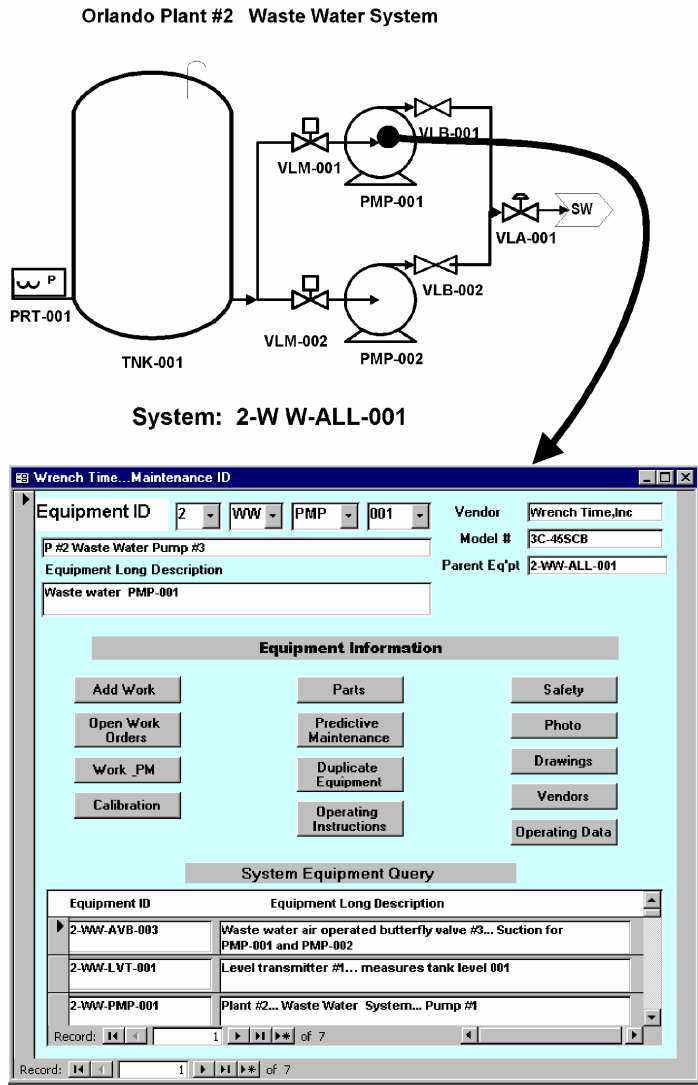 Orlando Plant #2 Waste Water System
VLB-001
VLM-001
PMP-001
SW
VLA-001
P
PRT-001
VLB-002
VLM-002
PMP-002
TNK-001
System: 2-W W-ALL-001
Wrench Time...Maintenance ID
Equipment ID 2 WW PMP 001
Vendor Wrench Time,Inc
Model # 3C-46SCB
P #2 Waste Water Pump #3
Equipment Long Description
Parent Eq'pt 2-WW-ALL-001
Waste water PMP-001
Equipment Information
Add Work
Parts
Safety
Open Work
Orders
Predictive
Maintenance
Photo
Work_PM
Duplicate
Equipment
Drawings
Calibration
Operating
Instructions
Vendors
Operating Data
System Equipment Query
Equipment ID Equipment Long Description
2-WW-AVB-003 Waste water air operated butterfly valve #3... Suction for
PMP-001 and PMP-002
2-WW-LVT-001 Level transmitter #1... measures tank level 001
2-WW-PMP-001 Plant #2... Waste Water System... Pump #1
Record: 1 of 7
Record: 1 of 7